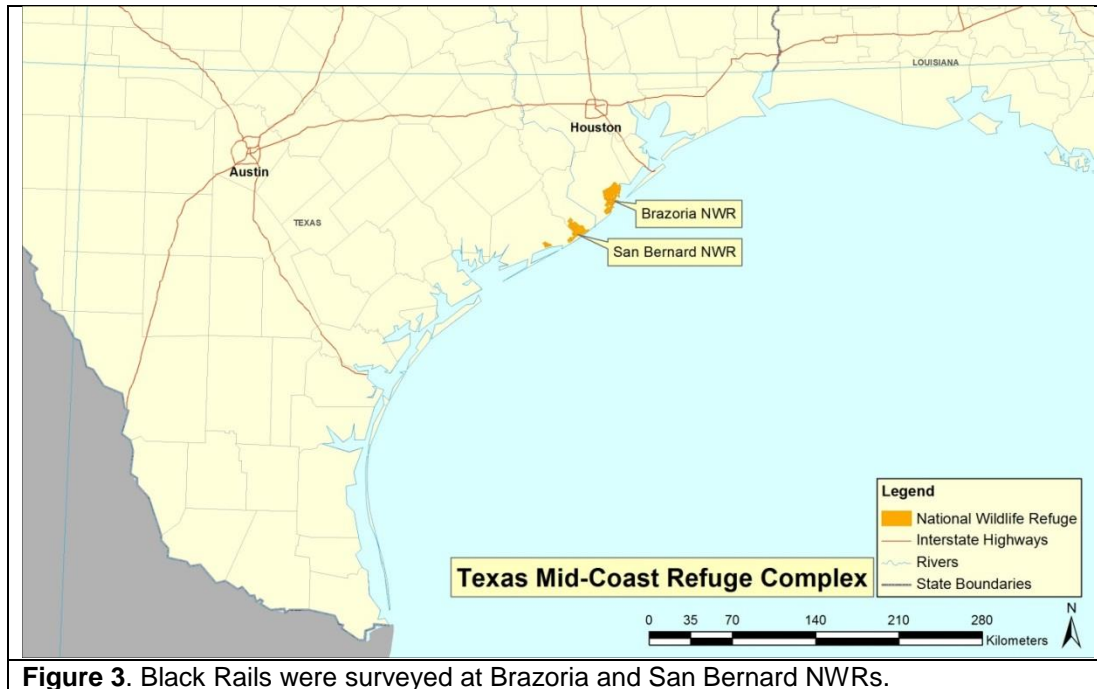 LOUISIANA
Houston
Austin
TEXAS
Brazoria NWR
San Bernard NWR
Legend
National Wildlife Refuge
Interstate Highways
Rivers
State Boundaries
Texas Mid-Coast Refuge Complex
N
0 35 70 140 210 280
Kilometers
Figure 3. Black Rails were surveyed at Brazoria and San Bernard NWRs.